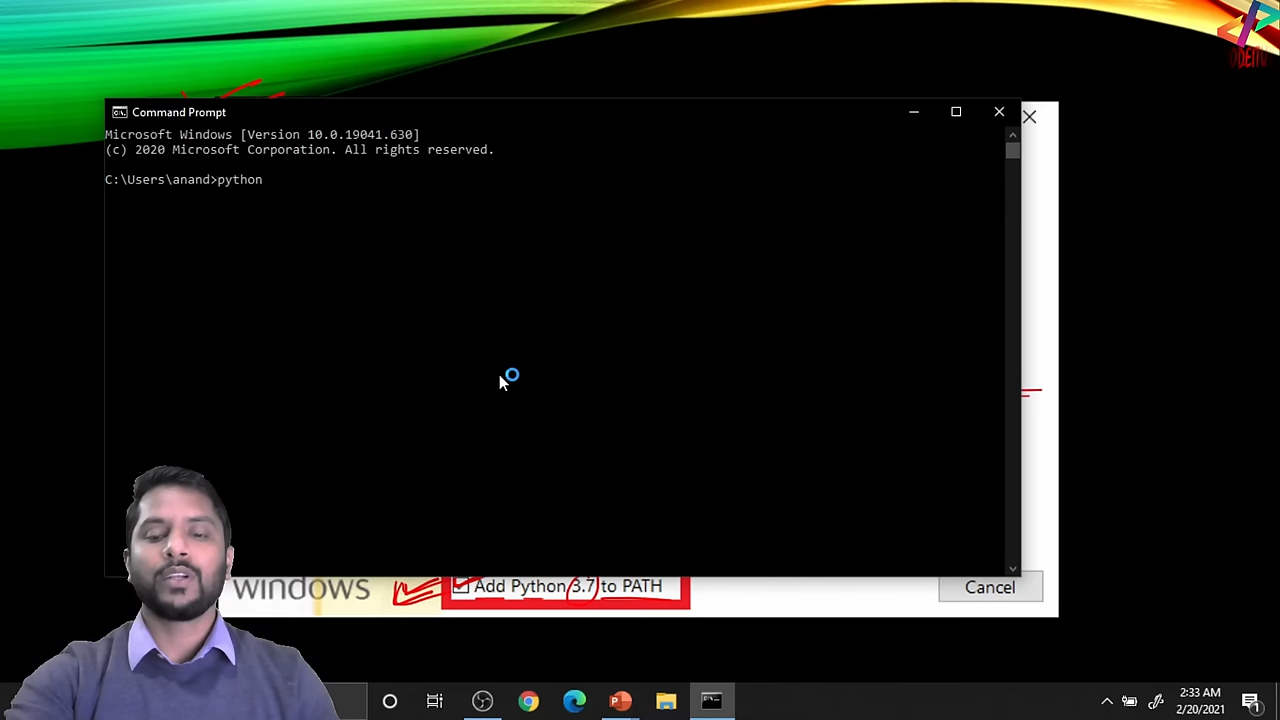 Command Prompt
Microsoft Windows [Version 10.0.19041.630]
(c) 2020 Microsoft Corporation. All rights reserved.
C:\Users\anand>python
windows
Add Python 3.7 to PATH
Cancel
2:33 AM
2/20/2021